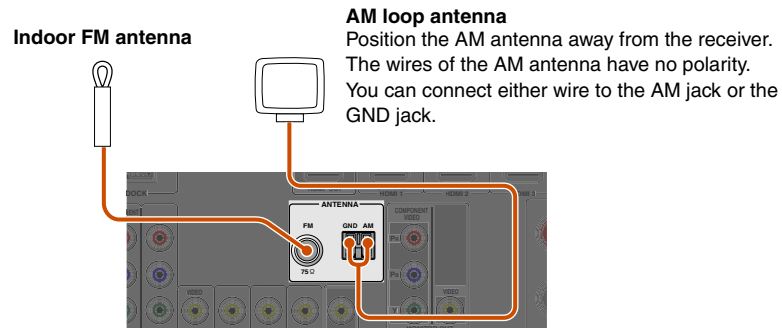 AM loop antenna
Indoor FM antenna
Position the AM antenna away from the receiver.
The wires of the AM antenna have no polarity.
You can connect either wire to the AM jack or the
GND jack.
DOCK
HDMI 1
HDMI 2
ANTENNA
FM
GND AM
75Ω
COMPONENT
VIDEO
PR
PB
Y
VIDEO
VIDEO